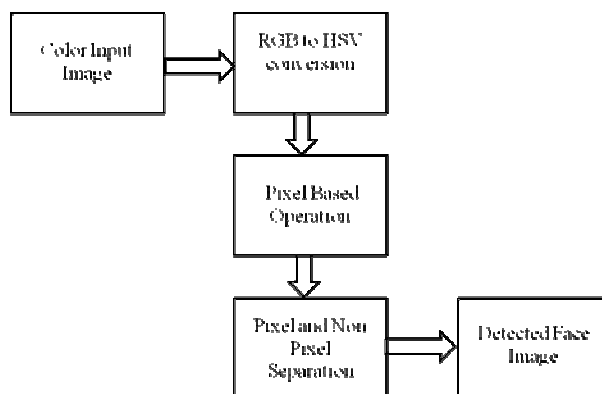 Color Input
Image
RGB to HSV
conversion
Pixel Based
Operation
Pixel and Non
Pixel
Separation
Detected Face
Image